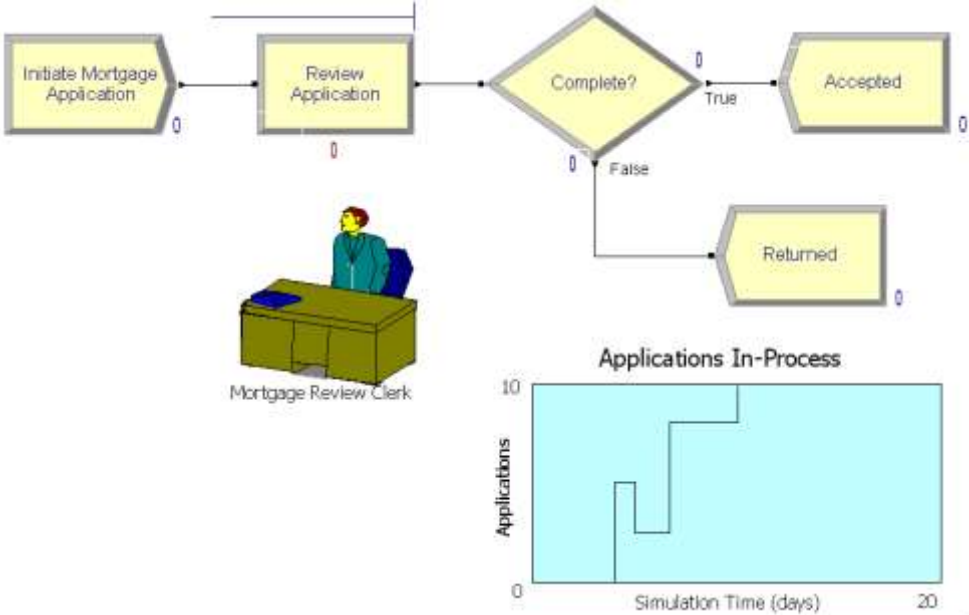 Initiate Mortgage
Application
0
Review
Application
0
Complete?
0
True
0
False
Accepted
0
Returned
0
Mortgage Review Clerk
Applications In-Process
10
Applications
0
Simulation Time (days)
20